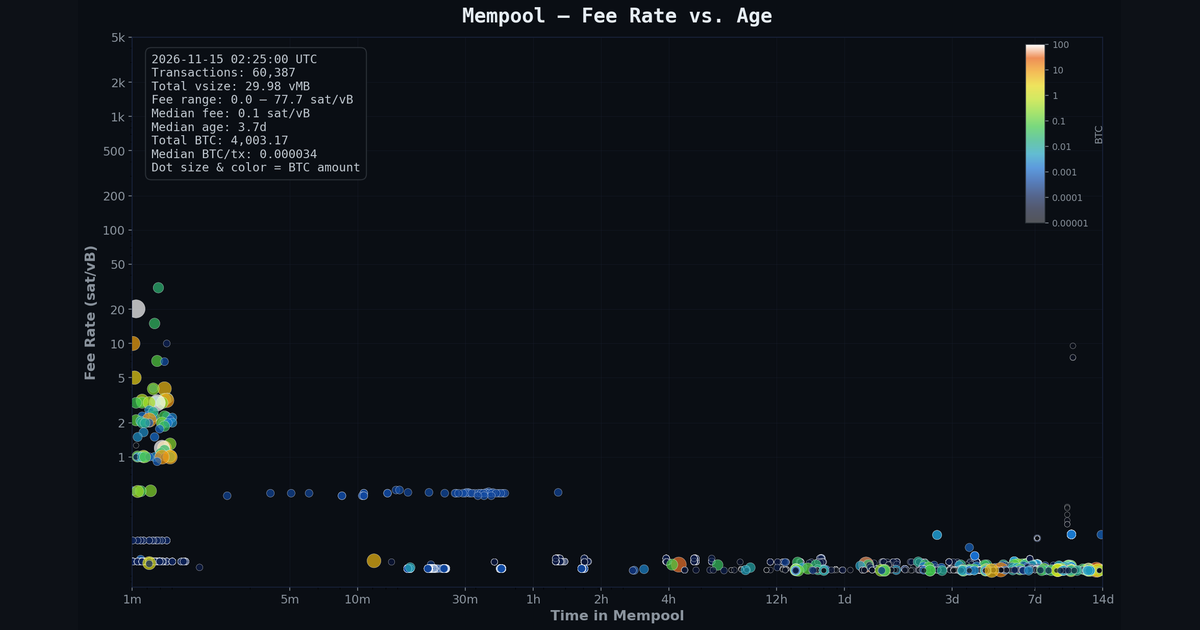 Mempool — Fee Rate vs. Age
2026-11-15 02:25:00 UTC
Transactions: 60,387
Total vsize: 29.98 vMB
Fee range: 0.0 – 77.7 sat/vB
Median fee: 0.1 sat/vB
Median age: 3.7d
Total BTC: 4,003.17
Median BTC/tx: 0.000034
Dot size & color = BTC amount
5k
2k
1k
500
200
100
50
20
10
5
2
1
Fee Rate (sat/vB)
100
10
1
0.1
0.01
0.001
0.0001
0.00001
BTC
1m
5m
10m
30m
1h
2h
4h
12h
1d
3d
7d
14d
Time in Mempool